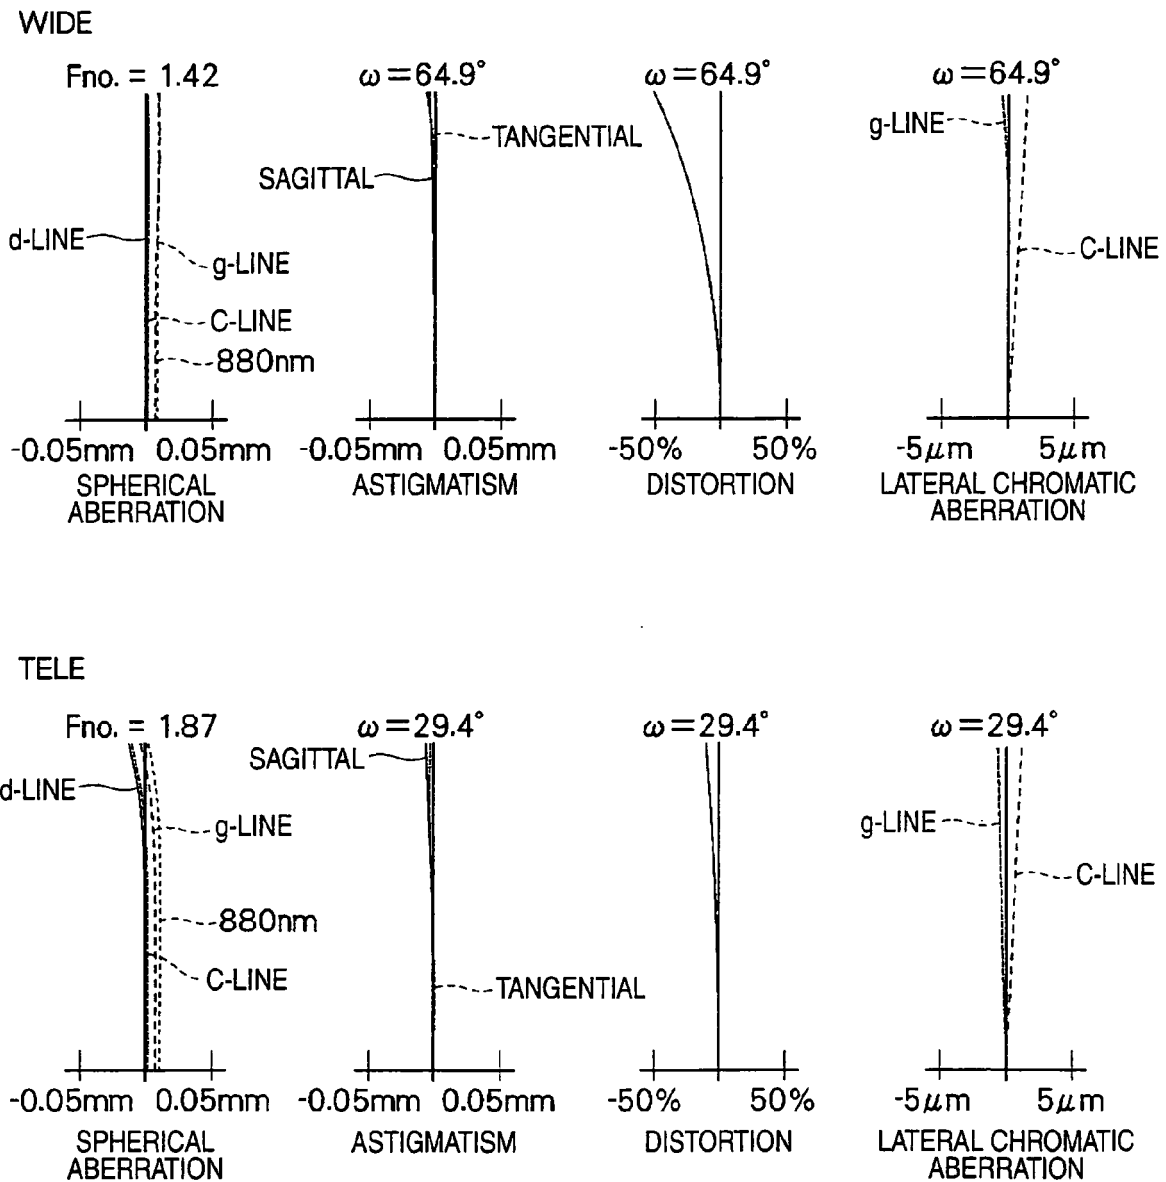 WIDE
Fno. = 1.42
ω=64.9°
ω=64.9°
ω=64.9°
g-LINE
TANGENTIAL
SAGITTAL
d-LINE
g-LINE
C-LINE
C-LINE
880nm
-0.05mm 0.05mm
-0.05mm 0.05mm
-50% 50%
-5μm 5μm
SPHERICAL
ABERRATION
ASTIGMATISM
DISTORTION
LATERAL CHROMATIC
ABERRATION
TELE
Fno. = 1.87
ω=29.4°
ω=29.4°
ω=29.4°
SAGITTAL
d-LINE
g-LINE
g-LINE
C-LINE
880nm
C-LINE
TANGENTIAL
-0.05mm 0.05mm
-0.05mm 0.05mm
-50% 50%
-5μm 5μm
SPHERICAL
ABERRATION
ASTIGMATISM
DISTORTION
LATERAL CHROMATIC
ABERRATION